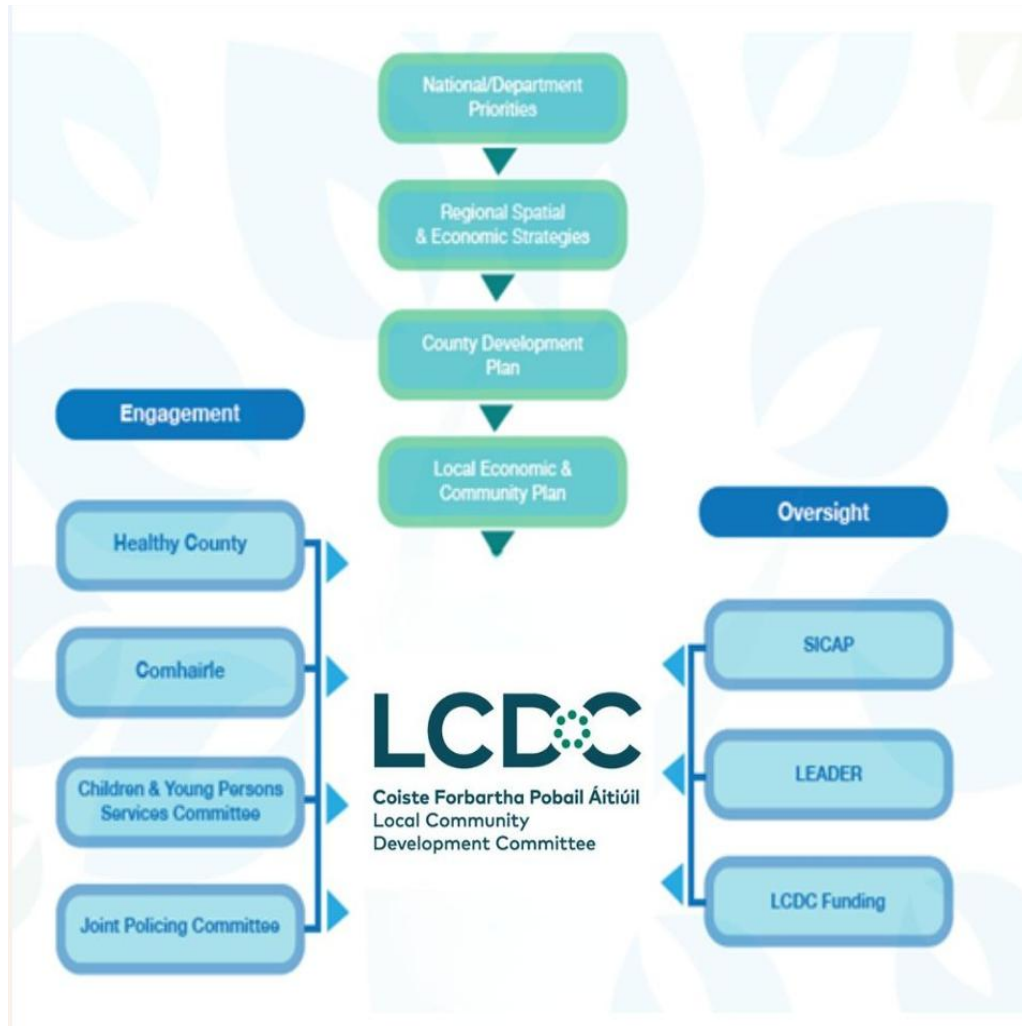 National/Department
Priorities
Regional Spatial
& Economic Strategies
County Development
Plan
Local Economic &
Community Plan
Engagement
Healthy County
Comhairle
Children & Young Persons
Services Committee
Joint Policing Committee
LCDC
Coiste Forbartha Pobail Áitiúil
Local Community
Development Committee
Oversight
SICAP
LEADER
LCDC Funding